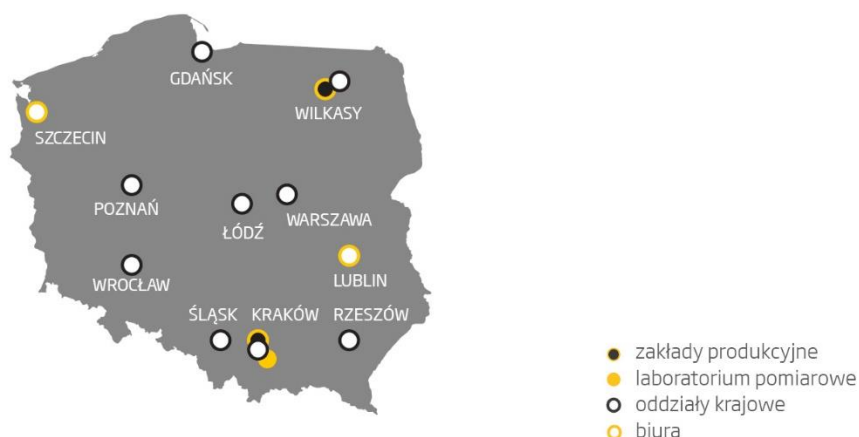 GDAŃSK
WILKASY
SZCZECIN
POZNAŃ
ŁÓDŹ
WARSZAWA
WROCŁAW
LUBLIN
ŚLĄSK
KRAKÓW
RZESZÓW
zakłady produkcyjne
laboratorium pomiarowe
oddziały krajowe
biura